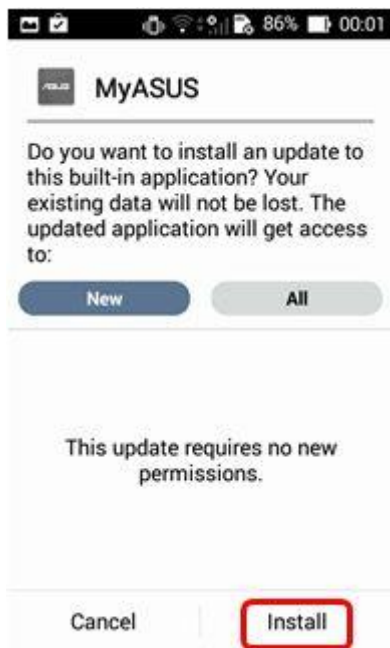 86% 00:01
MyASUS
Do you want to install an update to
this built-in application? Your
existing data will not be lost. The
updated application will get access
to:
New All
This update requires no new
permissions.
Cancel Install